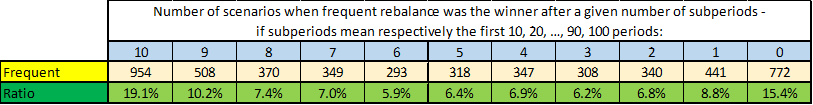 Number of scenarios when frequent rebalance was the winner after a given number of subperiods -
if subperiods mean respectively the first 10, 20, ..., 90, 100 periods:
10 9 8 7 6 5 4 3 2 1 0
Frequent 954 508 370 349 293 318 347 308 340 441 772
Ratio 19.1% 10.2% 7.4% 7.0% 5.9% 6.4% 6.9% 6.2% 6.8% 8.8% 15.4%